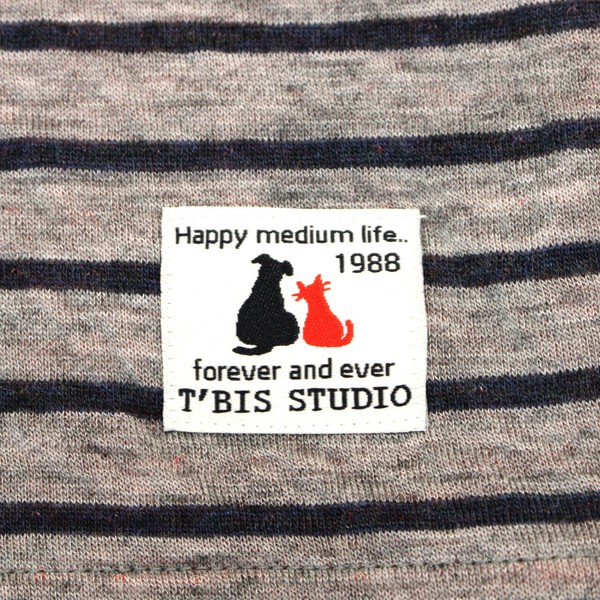 Happy medium life..
1988
forever and ever
T'BIS STUDIO